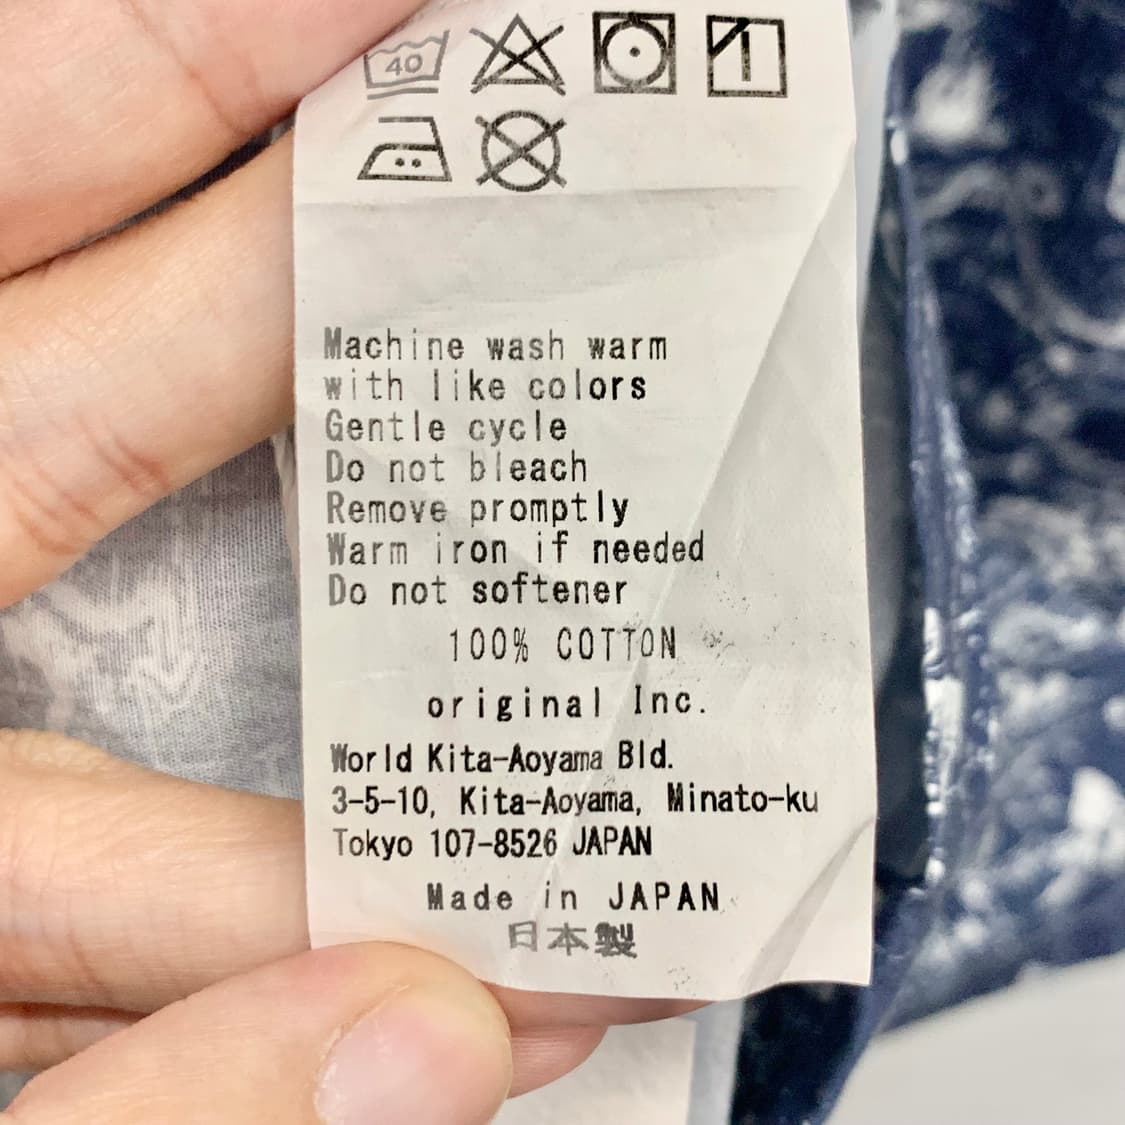 40
Machine wash warm
with like colors
Gentle cycle
Do not bleach
Remove promptly
Warm iron if needed
Do not softener
100% COTTON
original Inc.
World Kita-Aoyama Bld.
3-5-10, Kita-Aoyama, Minato-ku
Tokyo 107-8526 JAPAN
Made in JAPAN
日本製